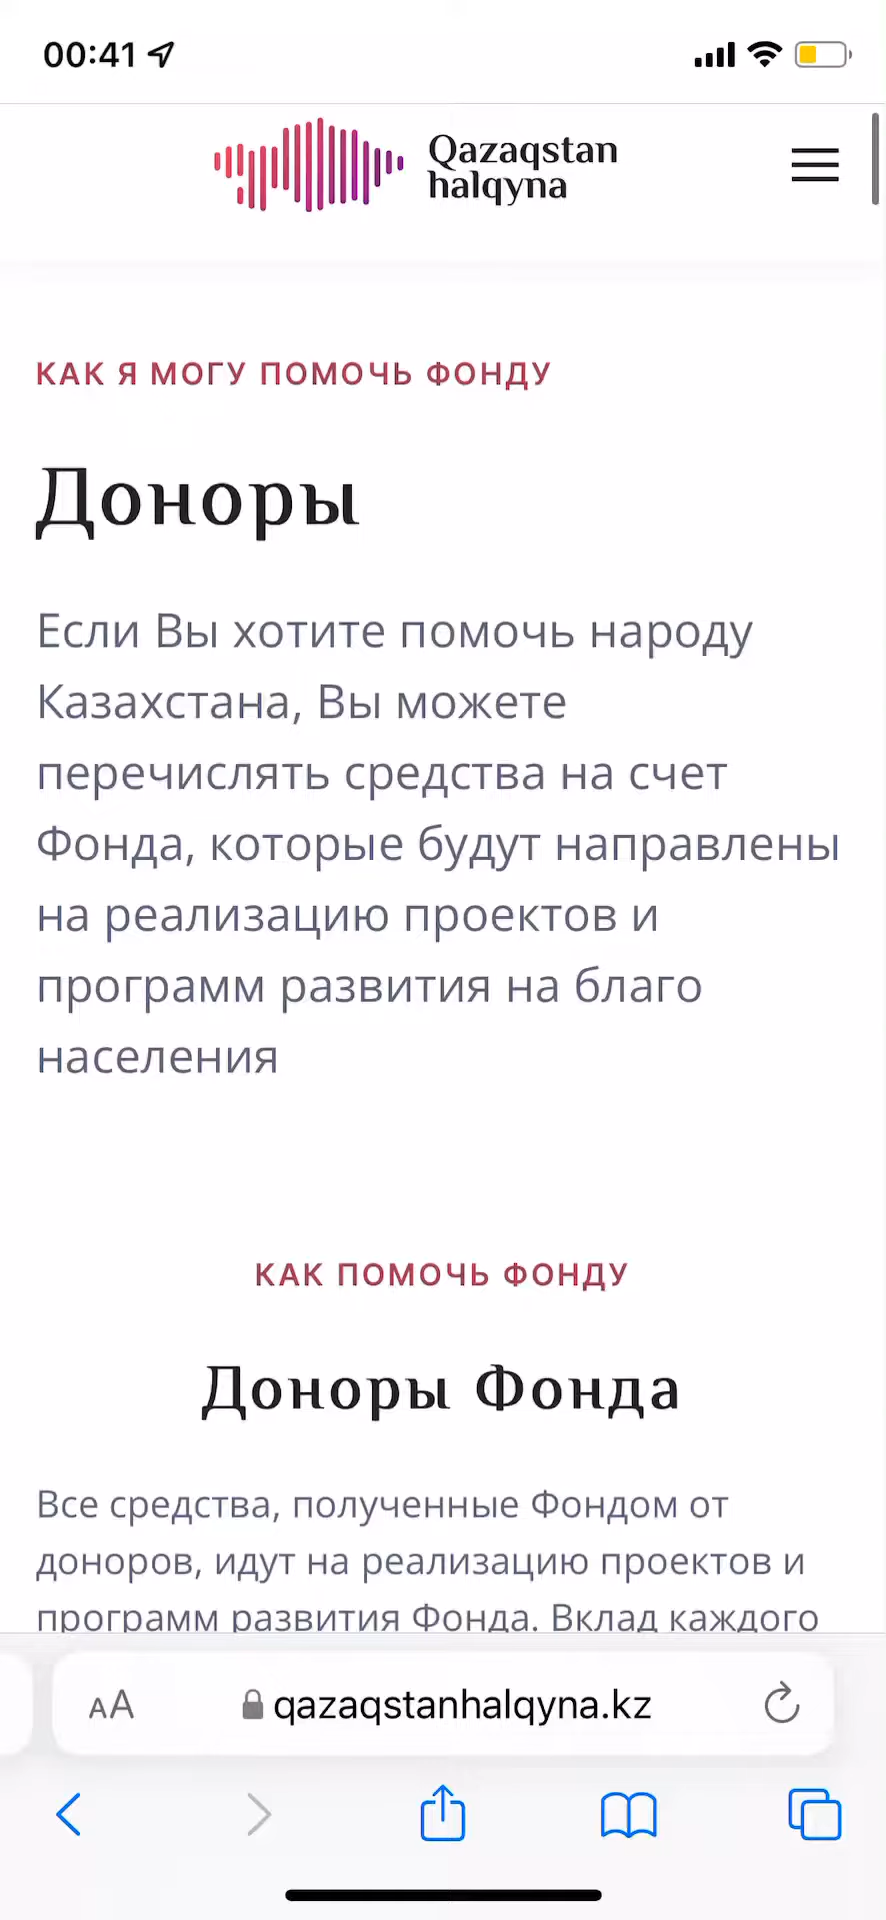 00:41
Qazaqstan
halqyna
КАК Я МОГУ ПОМОЧЬ ФОНДУ
Доноры
Если Вы хотите помочь народу
Казахстана, Вы можете
перечислять средства на счет
Фонда, которые будут направлены
на реализацию проектов и
программ развития на благо
населения
КАК ПОМОЧЬ ФОНДУ
Доноры Фонда
Все средства, полученные Фондом от
доноров, идут на реализацию проектов и
программ развития Фонда. Вклад каждого
AA qazaqstanhalqyna.kz